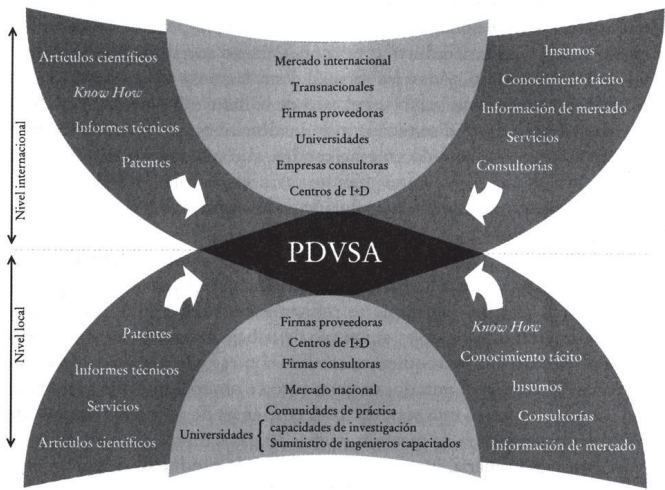 Nivel internacional
Artículos científicos
Know How
Informes técnicos
Patentes
Mercado internacional
Transnacionales
Firmas proveedoras
Universidades
Empresas consultoras
Centros de I+D
Insumos
Conocimiento tácito
Información de mercado
Servicios
Consultorías
PDVSA
Nivel local
Patentes
Informes técnicos
Servicios
Artículos científicos
Firmas proveedoras
Centros de I+D
Firmas consultoras
Mercado nacional
Comunidades de práctica
Universidades { capacidades de investigación
Suministro de ingenieros capacitados
Know How
Conocimiento tácito
Insumos
Consultorías
Información de mercado